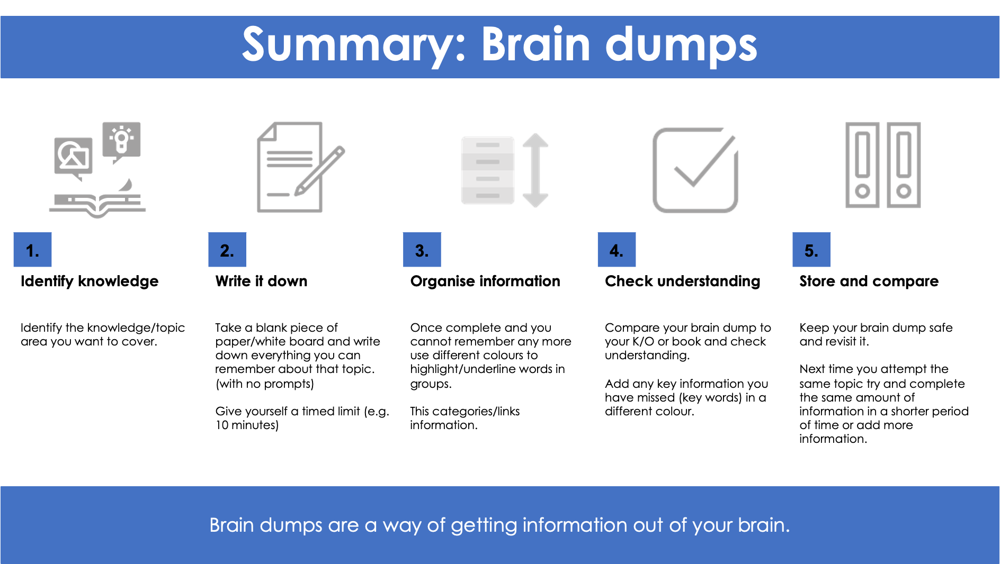 Summary: Brain dumps
1.
Identify knowledge
Identify the knowledge/topic
area you want to cover.
2.
Write it down
Take a blank piece of
paper/white board and write
down everything you can
remember about that topic.
(with no prompts)
Give yourself a timed limit (e.g.
10 minutes)
3.
Organise information
Once complete and you
cannot remember any more
use different colours to
highlight/underline words in
groups.
This categories/links
information.
4.
Check understanding
Compare your brain dump to
your K/O or book and check
understanding.
Add any key information you
have missed (key words) in a
different colour.
5.
Store and compare
Keep your brain dump safe
and revisit it.
Next time you attempt the
same topic try and complete
the same amount of
information in a shorter period
of time or add more
information.
Brain dumps are a way of getting information out of your brain.